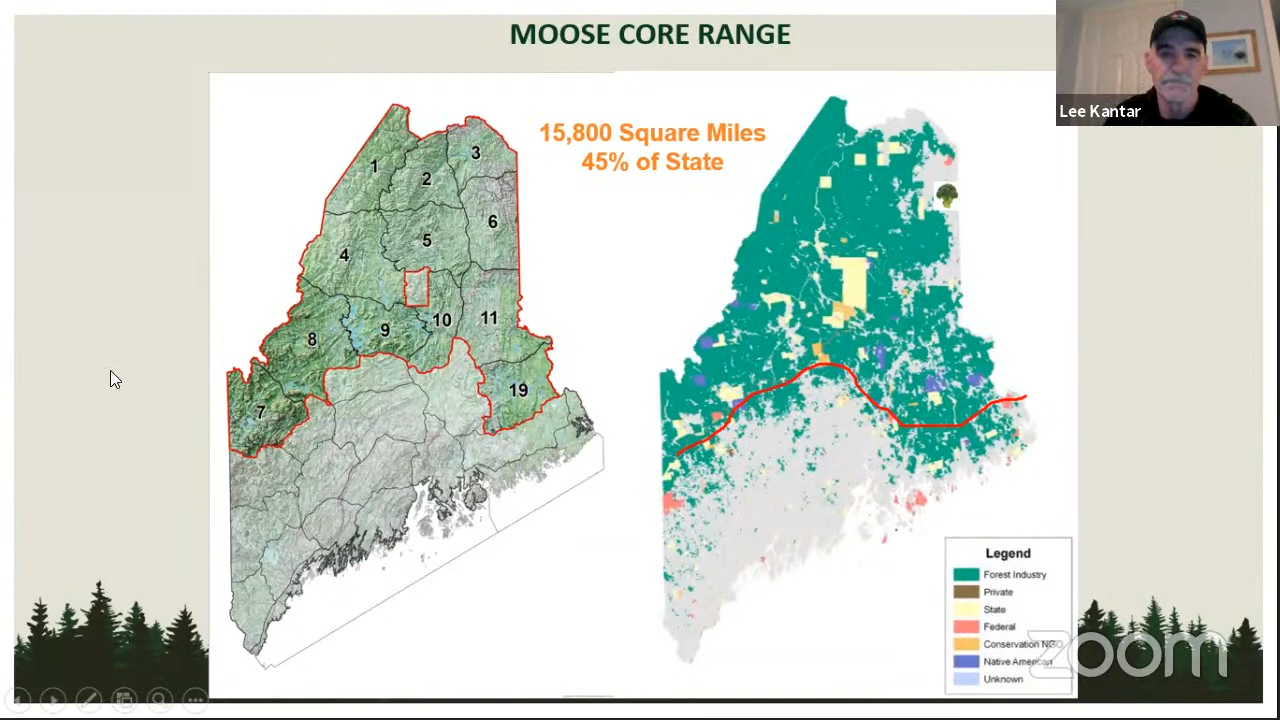 MOOSE CORE RANGE
Lee Kantar
15,800 Square Miles
45% of State
1
2
3
4
5
6
7
8
9
10
11
19
Legend
Forest Industry
Private
State
Federal
Conservation NGO
Native American
Unknown
zoom